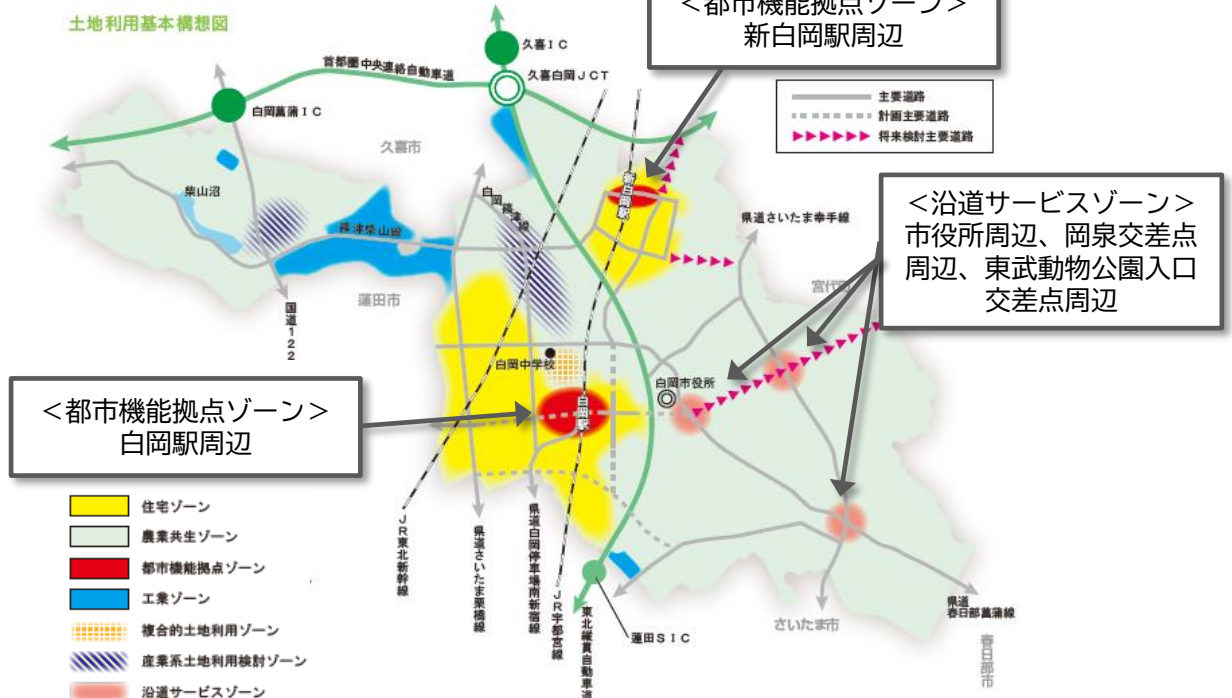 土地利用基本構想図
＜都市機能拠点ゾーン＞
新白岡駅周辺
久喜ＩＣ
首都圏中央連絡自動車道
久喜白岡ＪＣＴ
白岡菖蒲ＩＣ
主要道路
計画主要道路
将来検討主要道路
久喜市
柴山沼
白岡篠津線
新白岡駅
県道さいたま幸手線
＜沿道サービスゾーン＞
市役所周辺、岡泉交差点
周辺、東武動物公園入口
交差点周辺
篠津柴山線
宮代
蓮田市
国道１２２
白岡中学校
白岡市役所
白岡駅
＜都市機能拠点ゾーン＞
白岡駅周辺
住宅ゾーン
農業共生ゾーン
都市機能拠点ゾーン
工業ゾーン
複合的土地利用ゾーン
産業系土地利用検討ゾーン
沿道サービスゾーン
ＪＲ東北新幹線
県道さいたま栗橋線
県道白岡停車場南新宿線
ＪＲ宇都宮線
東北縦貫自動車道
蓮田ＳＩＣ
さいたま市
県道
春日部菖蒲線
春日部市